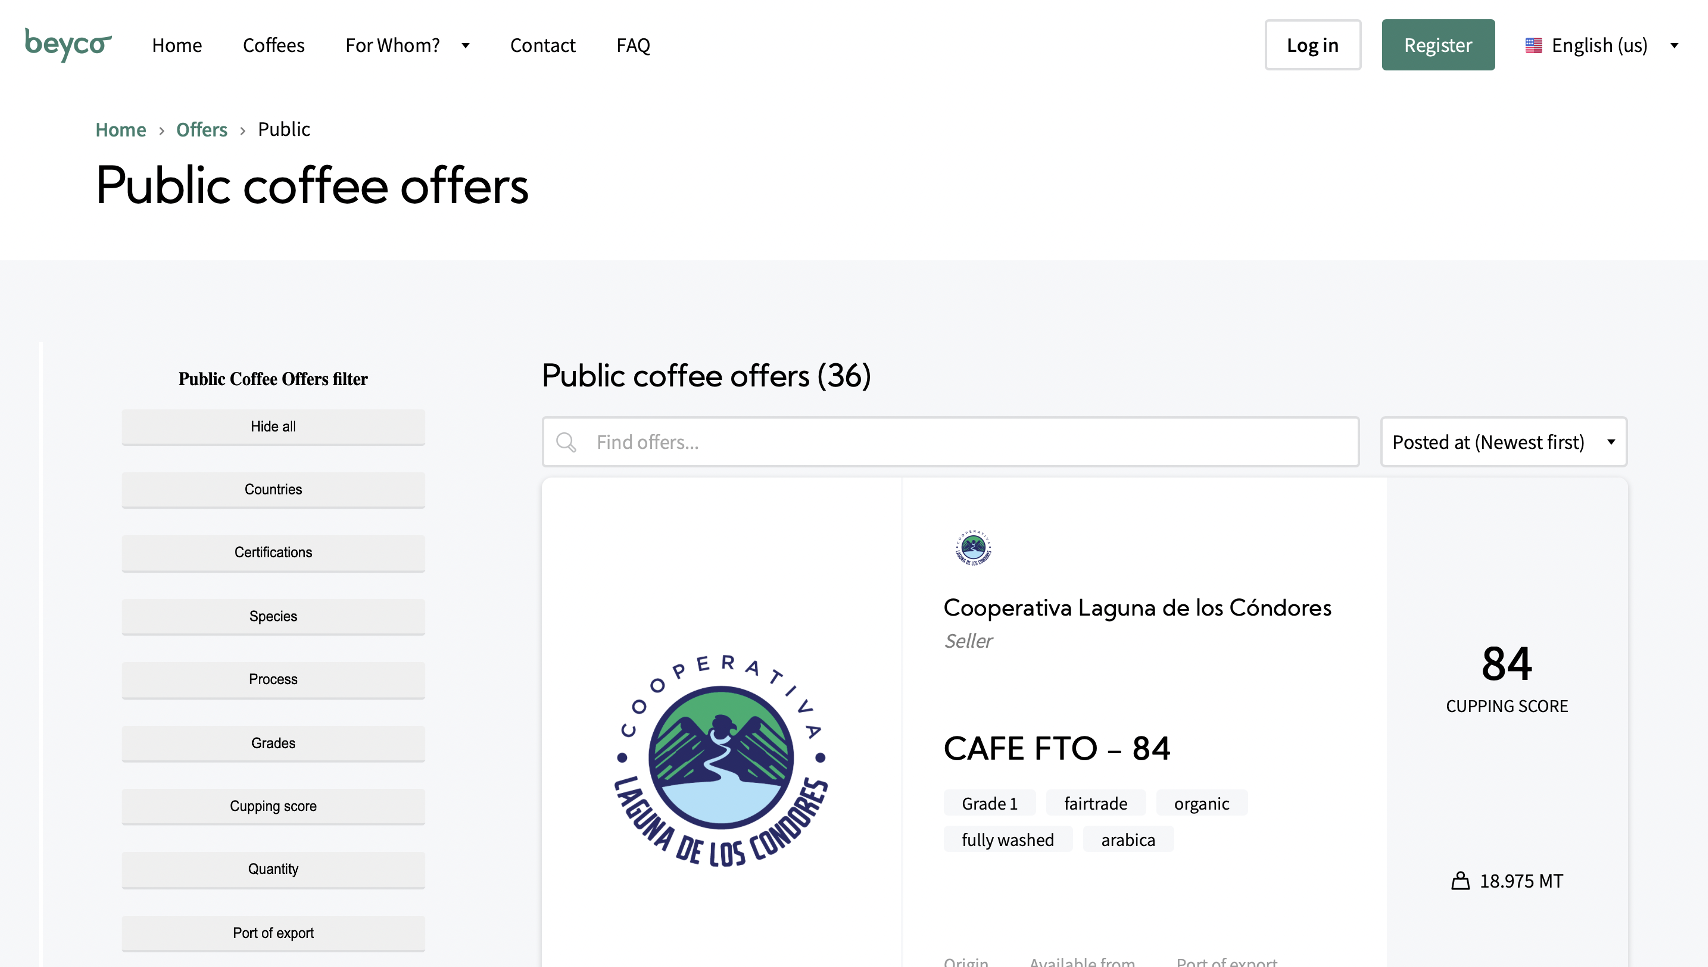 beyco Home Coffees For Whom? Contact FAQ Log in Register English (us)
Home › Offers › Public
Public coffee offers
Public Coffee Offers filter
Hide all
Countries
Certifications
Species
Process
Grades
Cupping score
Quantity
Port of export
Public coffee offers (36)
Find offers... Posted at (Newest first)
COOPERATIVA
LAGUNA DE LOS CONDORES
Cooperativa Laguna de los Cóndores
Seller
CAFE FTO – 84
Grade 1 fairtrade organic
fully washed arabica
Origin Available from Port of export
84
CUPPING SCORE
18.975 MT